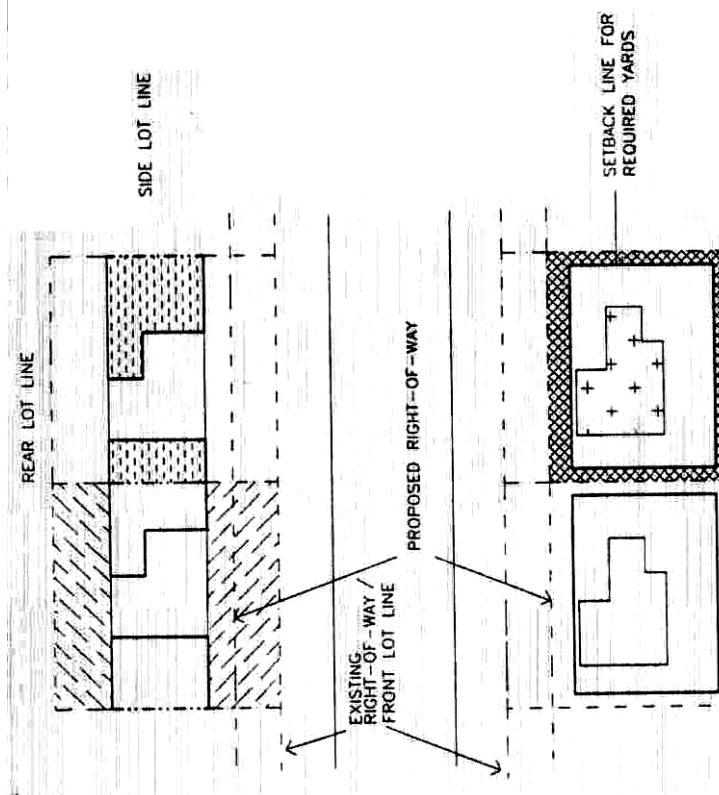 REAR LOT LINE
SIDE LOT LINE
EXISTING
RIGHT-OF-WAY /
FRONT LOT LINE
PROPOSED RIGHT-OF-WAY
SETBACK LINE FOR
REQUIRED YARDS